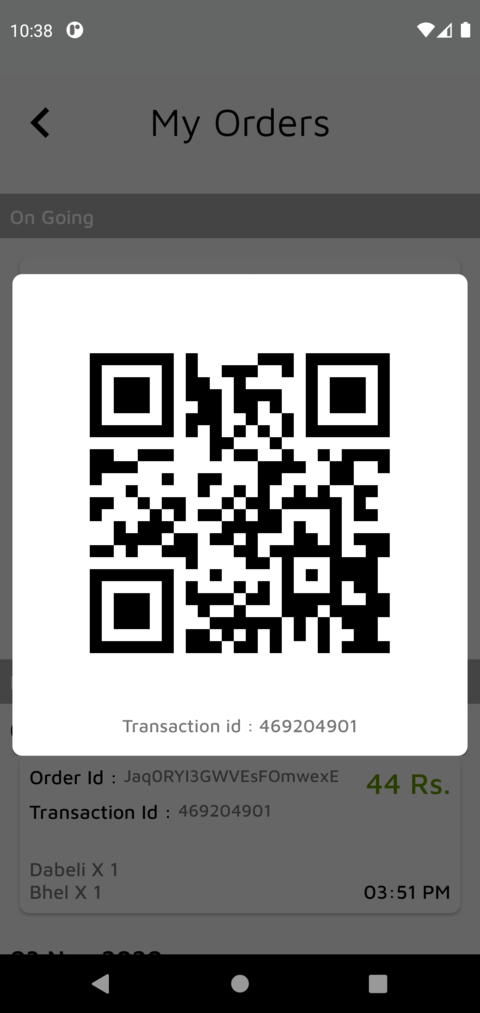 10:38
My Orders
On Going
Transaction id : 469204901
Order Id : Jaq0RYI3GWVEsFOmwexE
44 Rs.
Transaction Id : 469204901
Dabeli X 1
Bhel X 1
03:51 PM